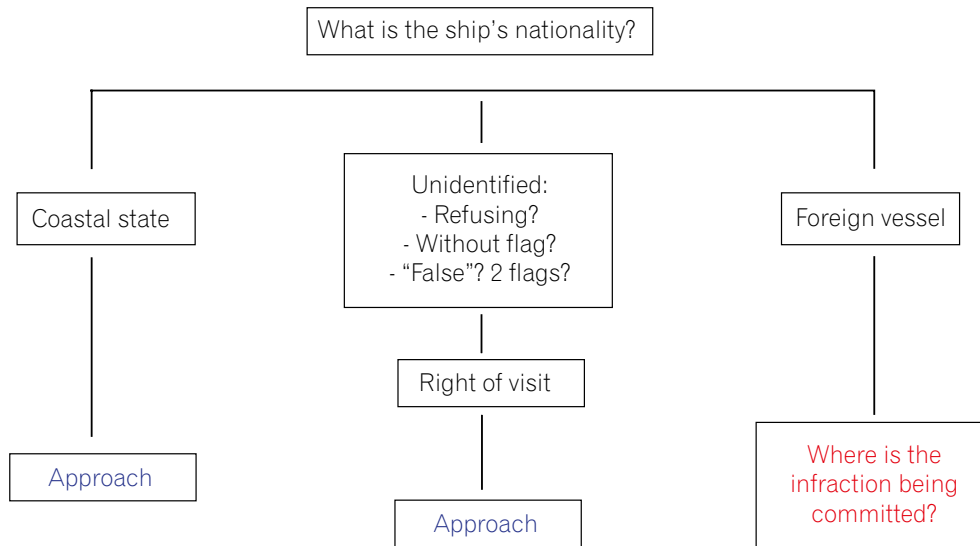 What is the ship’s nationality?
Coastal state
Unidentified:
- Refusing?
- Without flag?
- “False”? 2 flags?
Foreign vessel
Right of visit
Approach
Approach
Where is the
infraction being
committed?